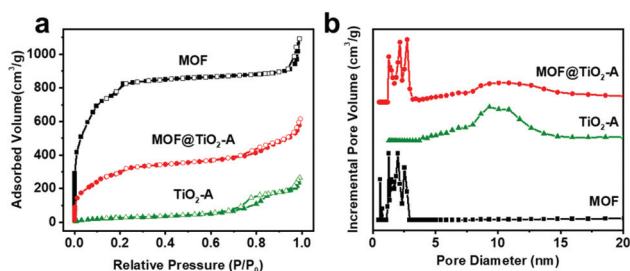 a
Adsorbed Volume(cm³/g)
1000
800
600
400
200
0
MOF
MOF@TiO₂-A
TiO₂-A
0.0 0.2 0.4 0.6 0.8 1.0
Relative Pressure (P/P₀)
b
Incremental Pore Volume (cm³/g)
MOF@TiO₂-A
TiO₂-A
MOF
0 5 10 15 20
Pore Diameter (nm)